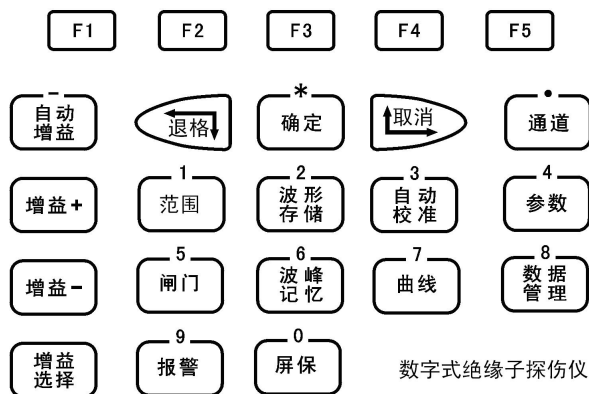 F1 F2 F3 F4 F5
- * •
自动
增益
退格
确定
取消
通道
1 2 3 4
增益+
范围
波形
存储
自动
校准
参数
5 6 7 8
增益-
闸门
波峰
记忆
曲线
数据
管理
9 0
增益
选择
报警
屏保
数字式绝缘子探伤仪